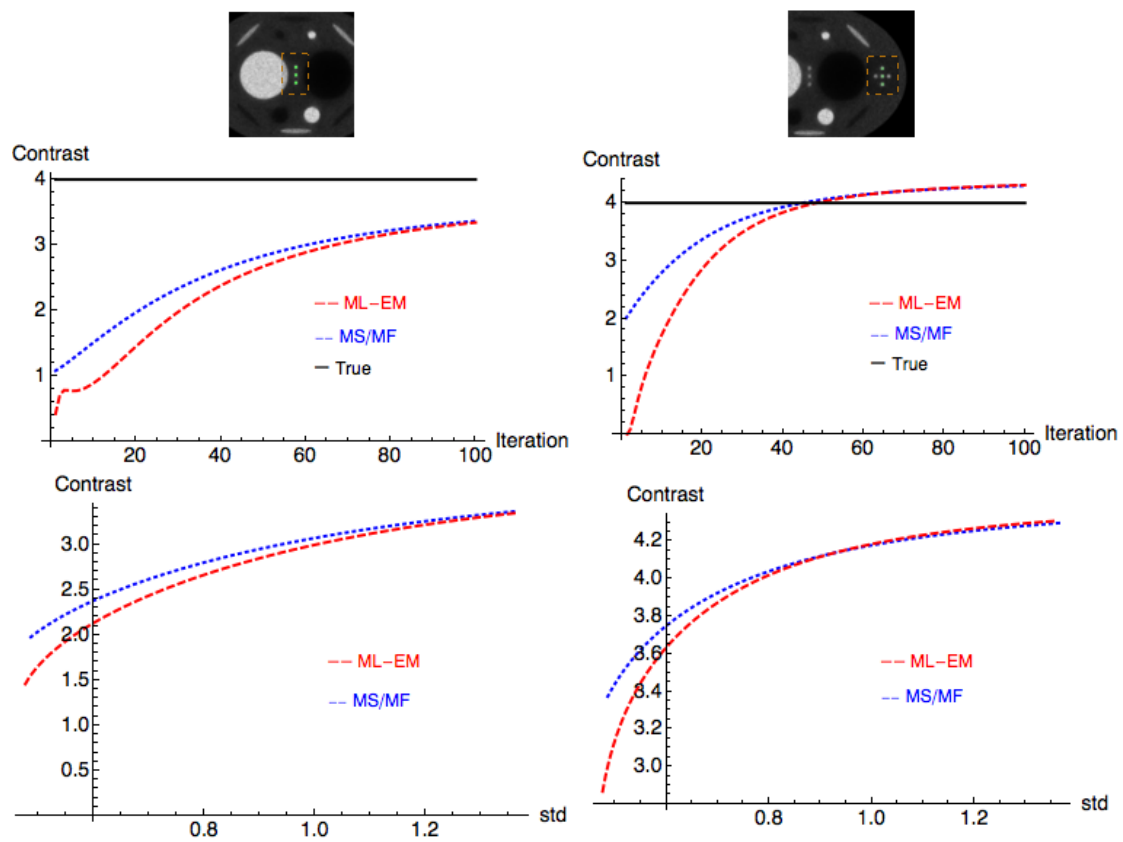 Contrast
4
3
2
1
ML-EM
MS/MF
True
20 40 60 80 100
Iteration
Contrast
4
3
2
1
ML-EM
MS/MF
True
20 40 60 80 100
Iteration
Contrast
3.0
2.5
2.0
1.5
1.0
0.5
ML-EM
MS/MF
0.8 1.0 1.2
std
Contrast
4.2
4.0
3.8
3.6
3.4
3.2
3.0
ML-EM
MS/MF
0.8 1.0 1.2
std